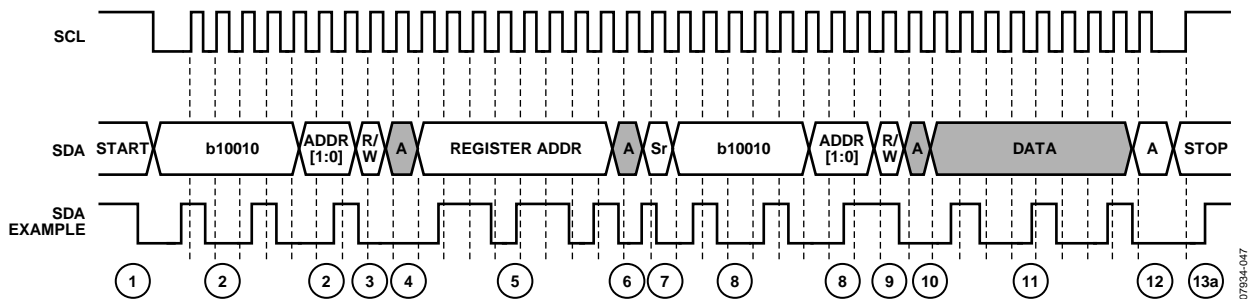 SCL
SDA
START
b10010
ADDR
[1:0]
R/
W
A
REGISTER ADDR
A
Sr
b10010
ADDR
[1:0]
R/
W
A
DATA
A
STOP
SDA
EXAMPLE
1
2
2
3
4
5
6
7
8
8
9
10
11
12
13a
07934-047